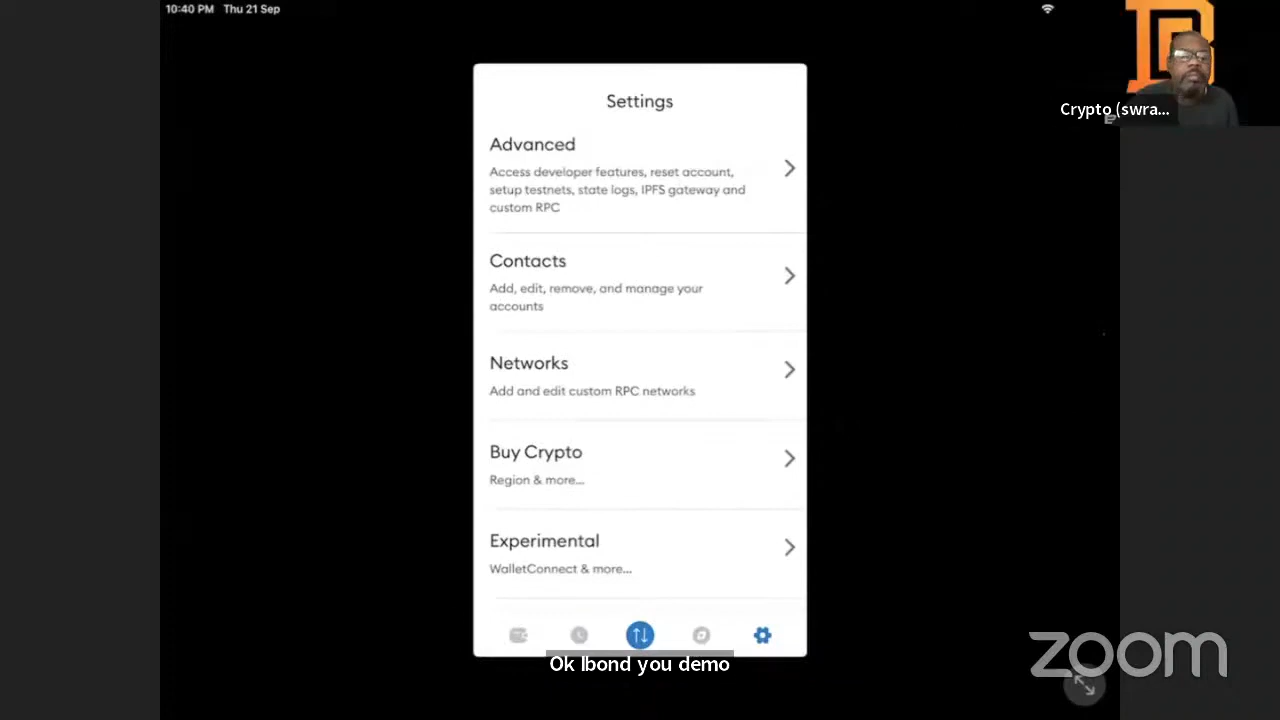 10:40 PM Thu 21 Sep
Crypto (swra...
Settings
Advanced
Access developer features, reset account,
setup testnets, state logs, IPFS gateway and
custom RPC
Contacts
Add, edit, remove, and manage your
accounts
Networks
Add and edit custom RPC networks
Buy Crypto
Region & more...
Experimental
WalletConnect & more...
Ok lbond you demo
zoom